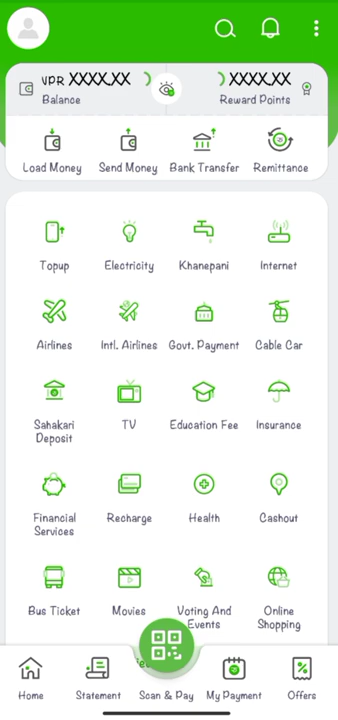 NPR XXXX.XX
XXXX.XX
Balance
Reward Points
Load Money
Send Money
Bank Transfer
Remittance
Topup
Electricity
Khanepani
Internet
Airlines
Intl. Airlines
Govt. Payment
Cable Car
Sahakari
Deposit
TV
Education Fee
Insurance
Financial
Services
Recharge
Health
Cashout
Bus Ticket
Movies
Voting And
Events
Online
Shopping
Home
Statement
Scan & Pay
My Payment
Offers